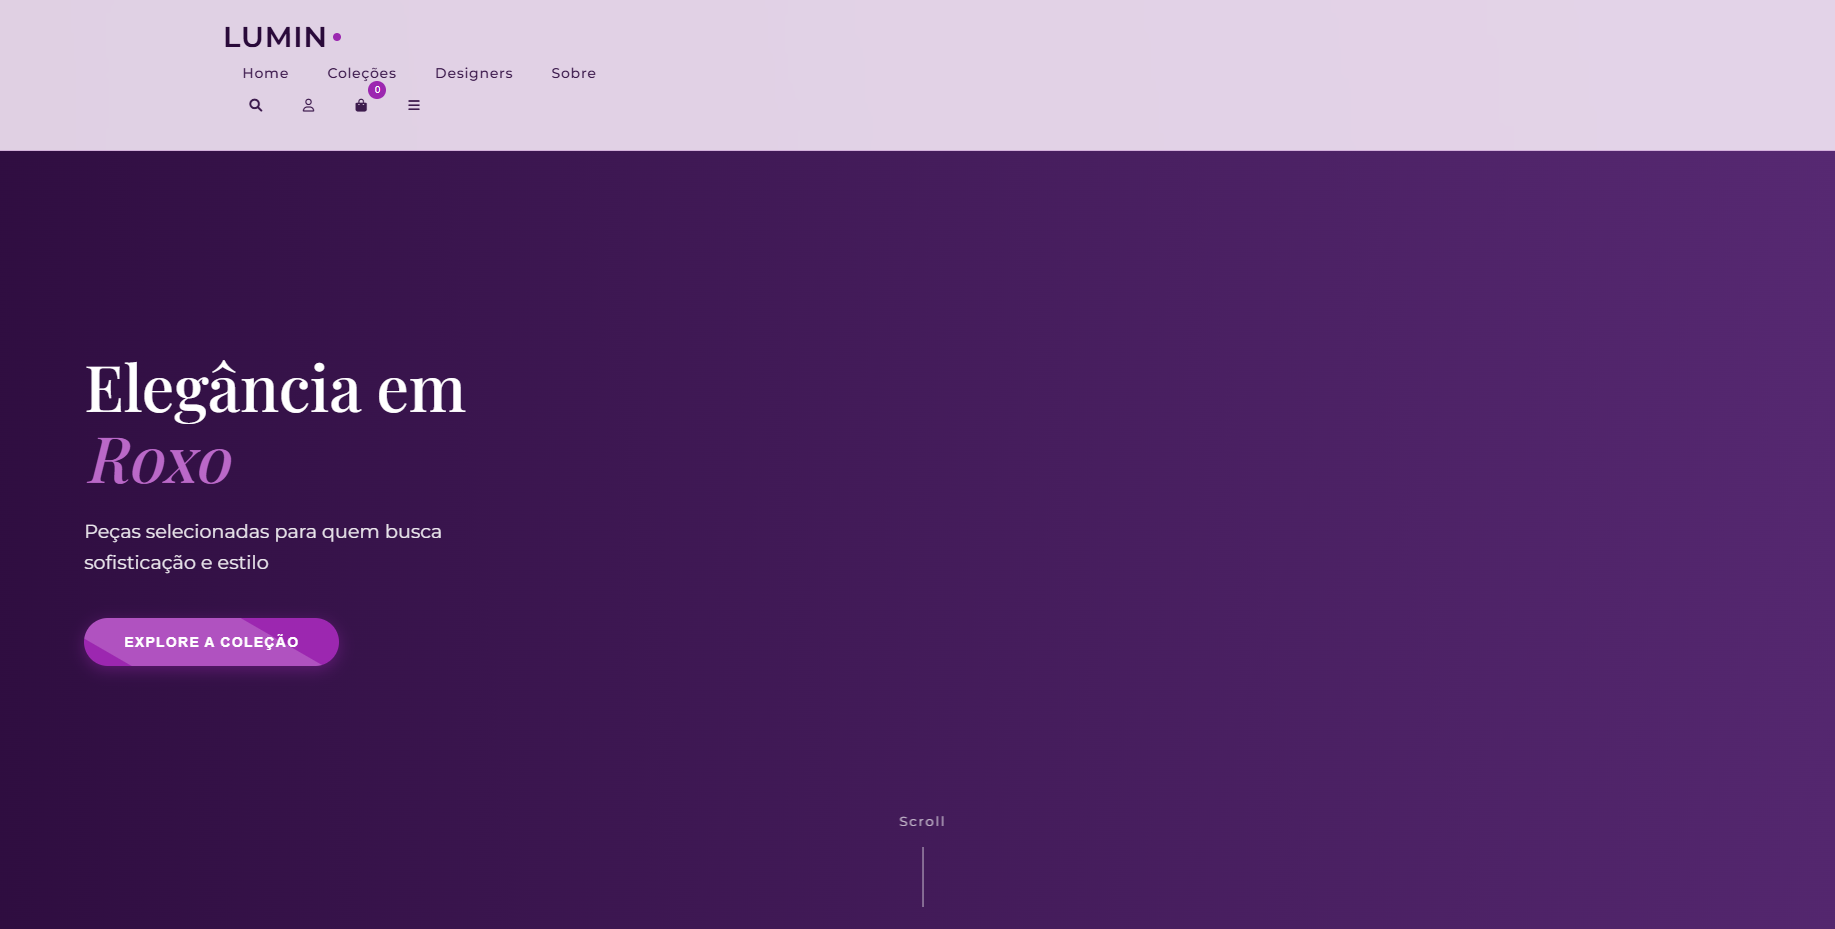 LUMIN
Home Coleções Designers Sobre
0
Elegância em
Roxo
Peças selecionadas para quem busca
sofisticação e estilo
EXPLORE A COLEÇÃO
Scroll